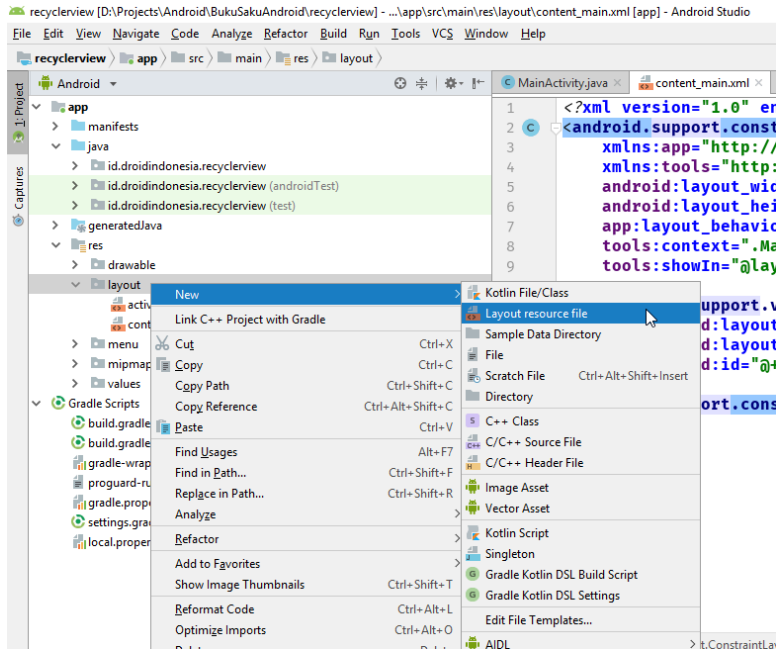 recyclerview [D:\Projects\Android\BukuSakuAndroid\recyclerview] - ...\app\src\main\res\layout\content_main.xml [app] - Android Studio
File Edit View Navigate Code Analyze Refactor Build Run Tools VCS Window Help
recyclerview app src main res layout
1: Project
Captures
Android
app
manifests
java
id.droidindonesia.recyclerview
id.droidindonesia.recyclerview (androidTest)
id.droidindonesia.recyclerview (test)
generatedJava
res
drawable
layout
activ
cont
menu
mipmap
values
Gradle Scripts
build.gradle
build.gradle
gradle-wrap
proguard-ru
gradle.prope
settings.grad
local.proper
MainActivity.java content_main.xml
1 <?xml version="1.0" en
2 <android.support.const
3 xmlns:app="http://
4 xmlns:tools="http:
5 android:layout_wid
6 android:layout_hei
7 app:layout_behavio
8 tools:context=".Ma
9 tools:showIn="@lay
upport.v
d:layout
d:layout
d:id="@+
ort.cons
t.ConstraintLay
New
Link C++ Project with Gradle
Cut Ctrl+X
Copy Ctrl+C
Copy Path Ctrl+Shift+C
Copy Reference Ctrl+Alt+Shift+C
Paste Ctrl+V
Find Usages Alt+F7
Find in Path... Ctrl+Shift+F
Replace in Path... Ctrl+Shift+R
Analyze
Refactor
Add to Favorites
Show Image Thumbnails Ctrl+Shift+T
Reformat Code Ctrl+Alt+L
Optimize Imports Ctrl+Alt+O
Kotlin File/Class
Layout resource file
Sample Data Directory
File
Scratch File Ctrl+Alt+Shift+Insert
Directory
C++ Class
C/C++ Source File
C/C++ Header File
Image Asset
Vector Asset
Kotlin Script
Singleton
Gradle Kotlin DSL Build Script
Gradle Kotlin DSL Settings
Edit File Templates...
AIDL